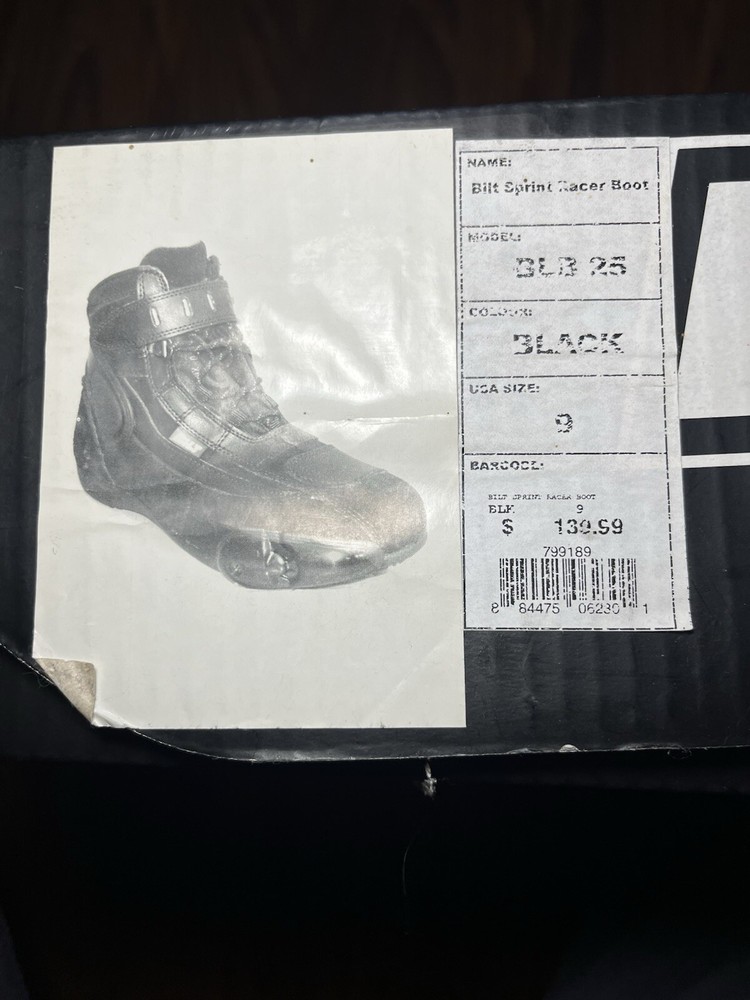 NAME:
Bilt Sprint Racer Boot
MODEL:
BLB 25
COLOUR:
BLACK
USA SIZE:
9
BARCODE:
BILT SPRINT RACER BOOT
BLK 9
$ 139.99
799189
8 84475 06230 1